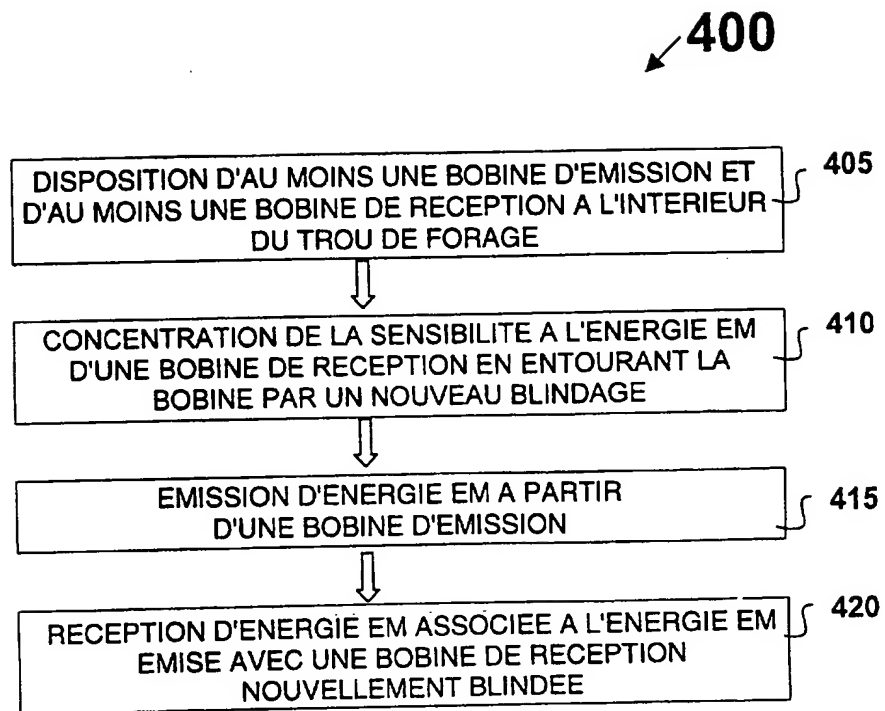 400
DISPOSITION D'AU MOINS UNE BOBINE D'EMISSION ET
D'AU MOINS UNE BOBINE DE RECEPTION A L'INTERIEUR
DU TROU DE FORAGE
405
CONCENTRATION DE LA SENSIBILITE A L'ENERGIE EM
D'UNE BOBINE DE RECEPTION EN ENTOURANT LA
BOBINE PAR UN NOUVEAU BLINDAGE
410
EMISSION D'ENERGIE EM A PARTIR
D'UNE BOBINE D'EMISSION
415
RECEPTION D'ENERGIE EM ASSOCIEE A L'ENERGIE EM
EMISE AVEC UNE BOBINE DE RECEPTION
NOUVELLEMENT BLINDEE
420